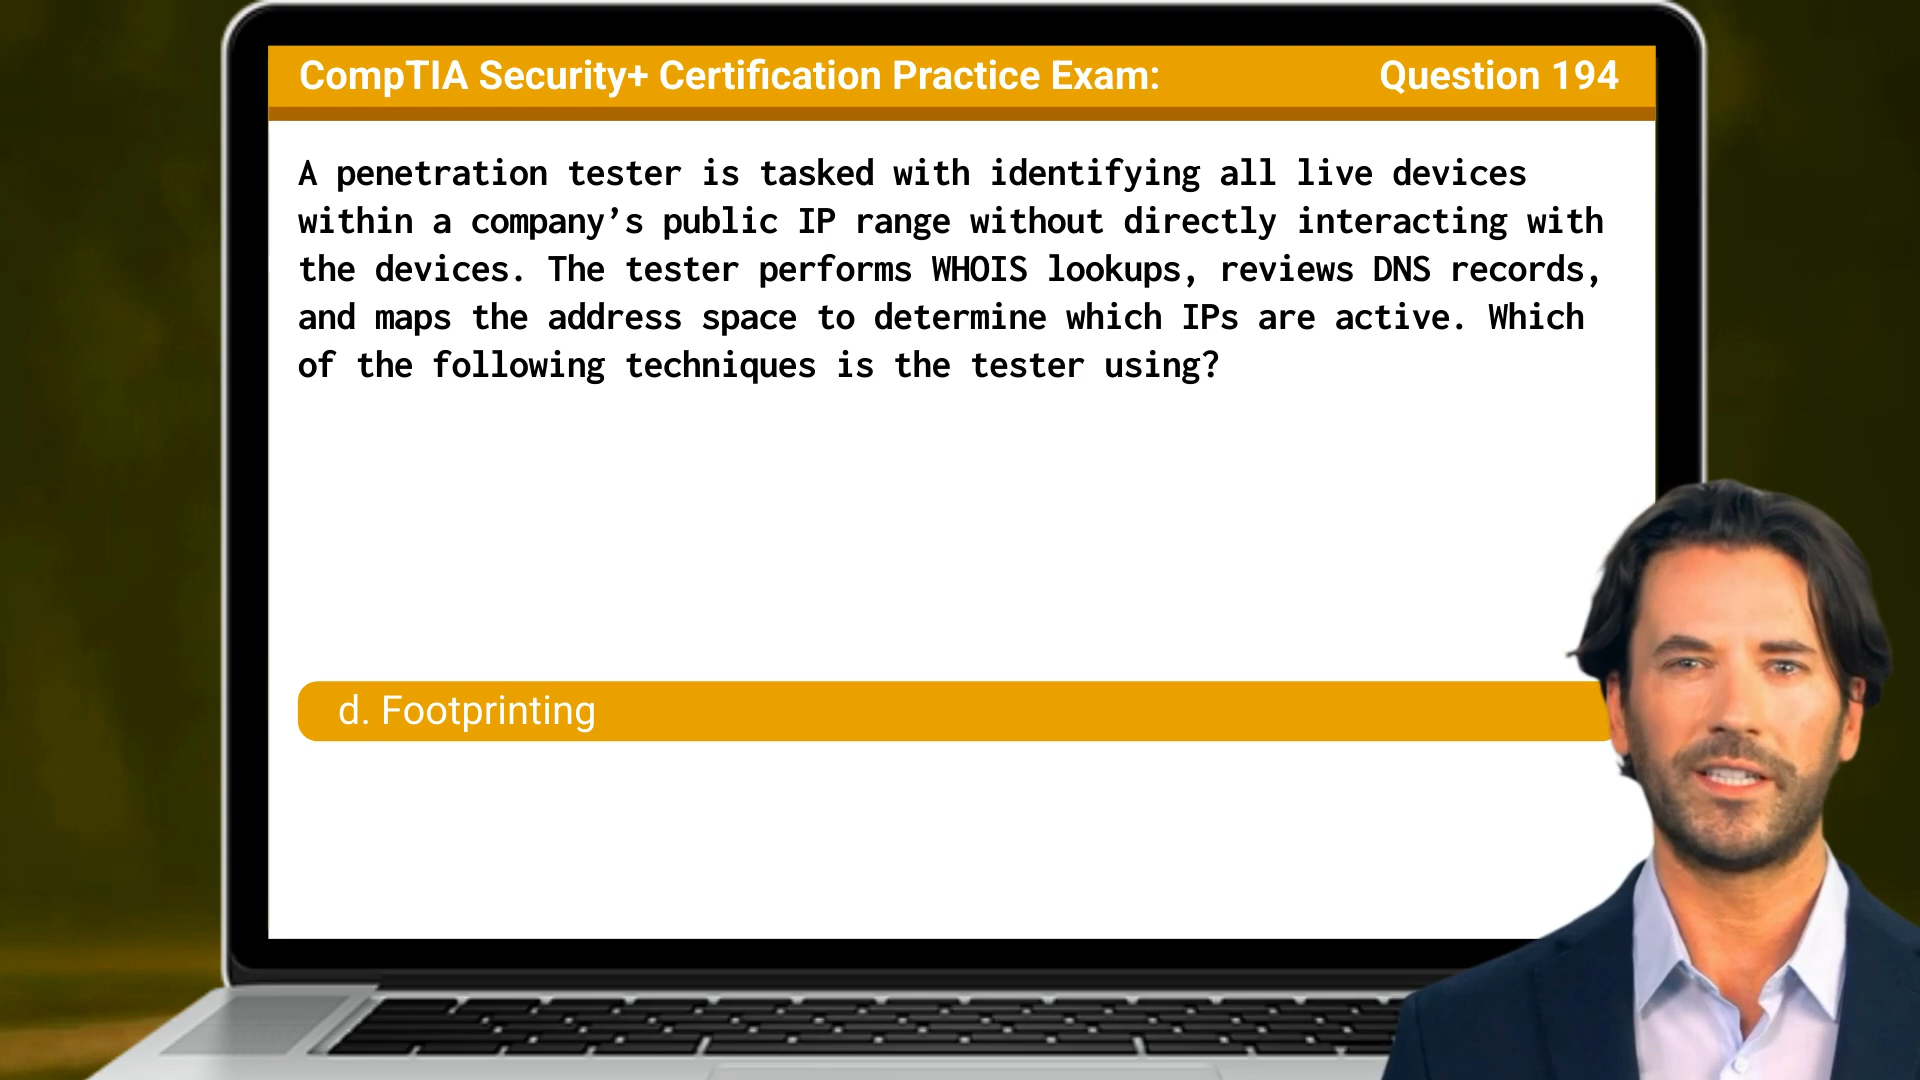 CompTIA Security+ Certification Practice Exam: Question 194
A penetration tester is tasked with identifying all live devices
within a company’s public IP range without directly interacting with
the devices. The tester performs WHOIS lookups, reviews DNS records,
and maps the address space to determine which IPs are active. Which
of the following techniques is the tester using?
d. Footprinting